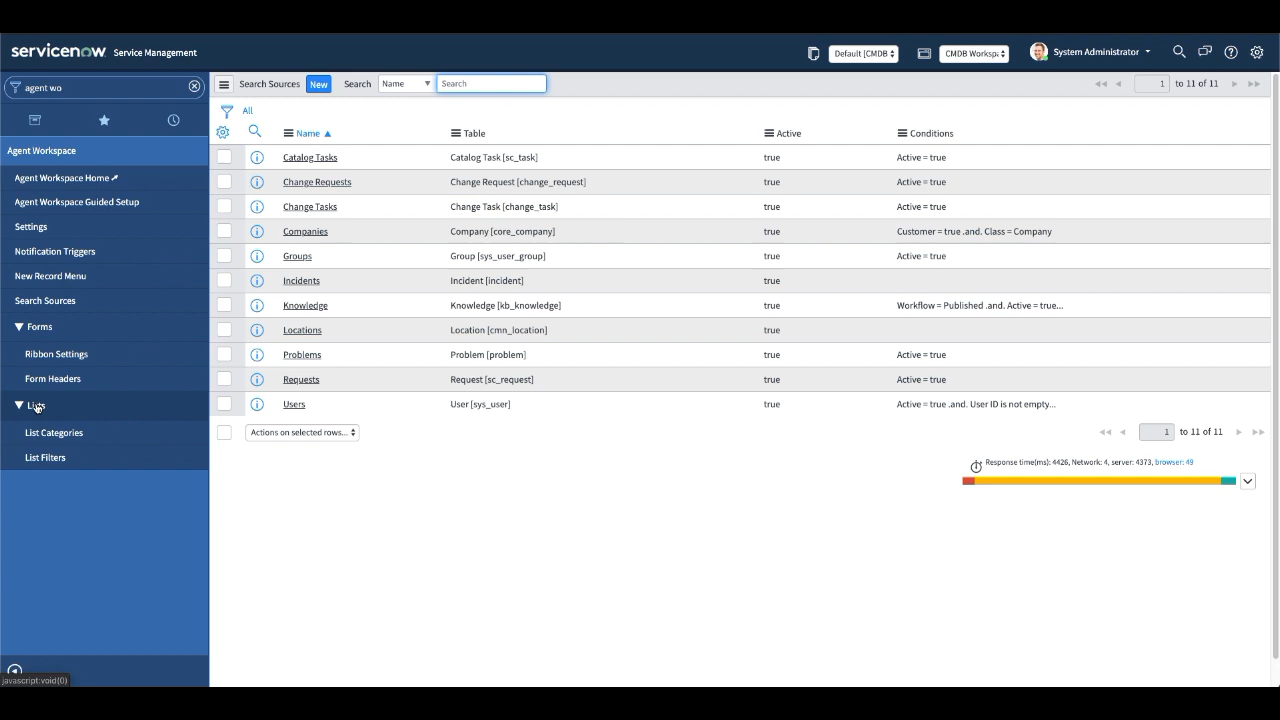 servicenow Service Management
Default [CMDB
CMDB Worksp
System Administrator
agent wo
Agent Workspace
Agent Workspace Home
Agent Workspace Guided Setup
Settings
Notification Triggers
New Record Menu
Search Sources
Forms
Ribbon Settings
Form Headers
Lists
List Categories
List Filters
javascript:void(0)
Search Sources New Search Name Search 1 to 11 of 11
All
Name Table Active Conditions
Catalog Tasks Catalog Task [sc_task] true Active = true
Change Requests Change Request [change_request] true Active = true
Change Tasks Change Task [change_task] true Active = true
Companies Company [core_company] true Customer = true .and. Class = Company
Groups Group [sys_user_group] true Active = true
Incidents Incident [incident] true
Knowledge Knowledge [kb_knowledge] true Workflow = Published .and. Active = true...
Locations Location [cmn_location] true
Problems Problem [problem] true Active = true
Requests Request [sc_request] true Active = true
Users User [sys_user] true Active = true .and. User ID is not empty...
Actions on selected rows... 1 to 11 of 11
Response time(ms): 4426, Network: 4, server: 4373, browser: 49